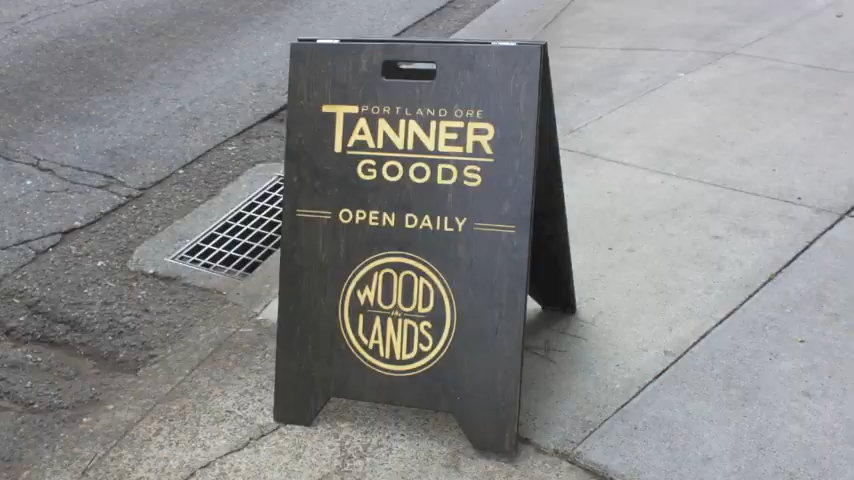 PORTLAND ORE
TANNER
GOODS
OPEN DAILY
WOOD
the
LANDS